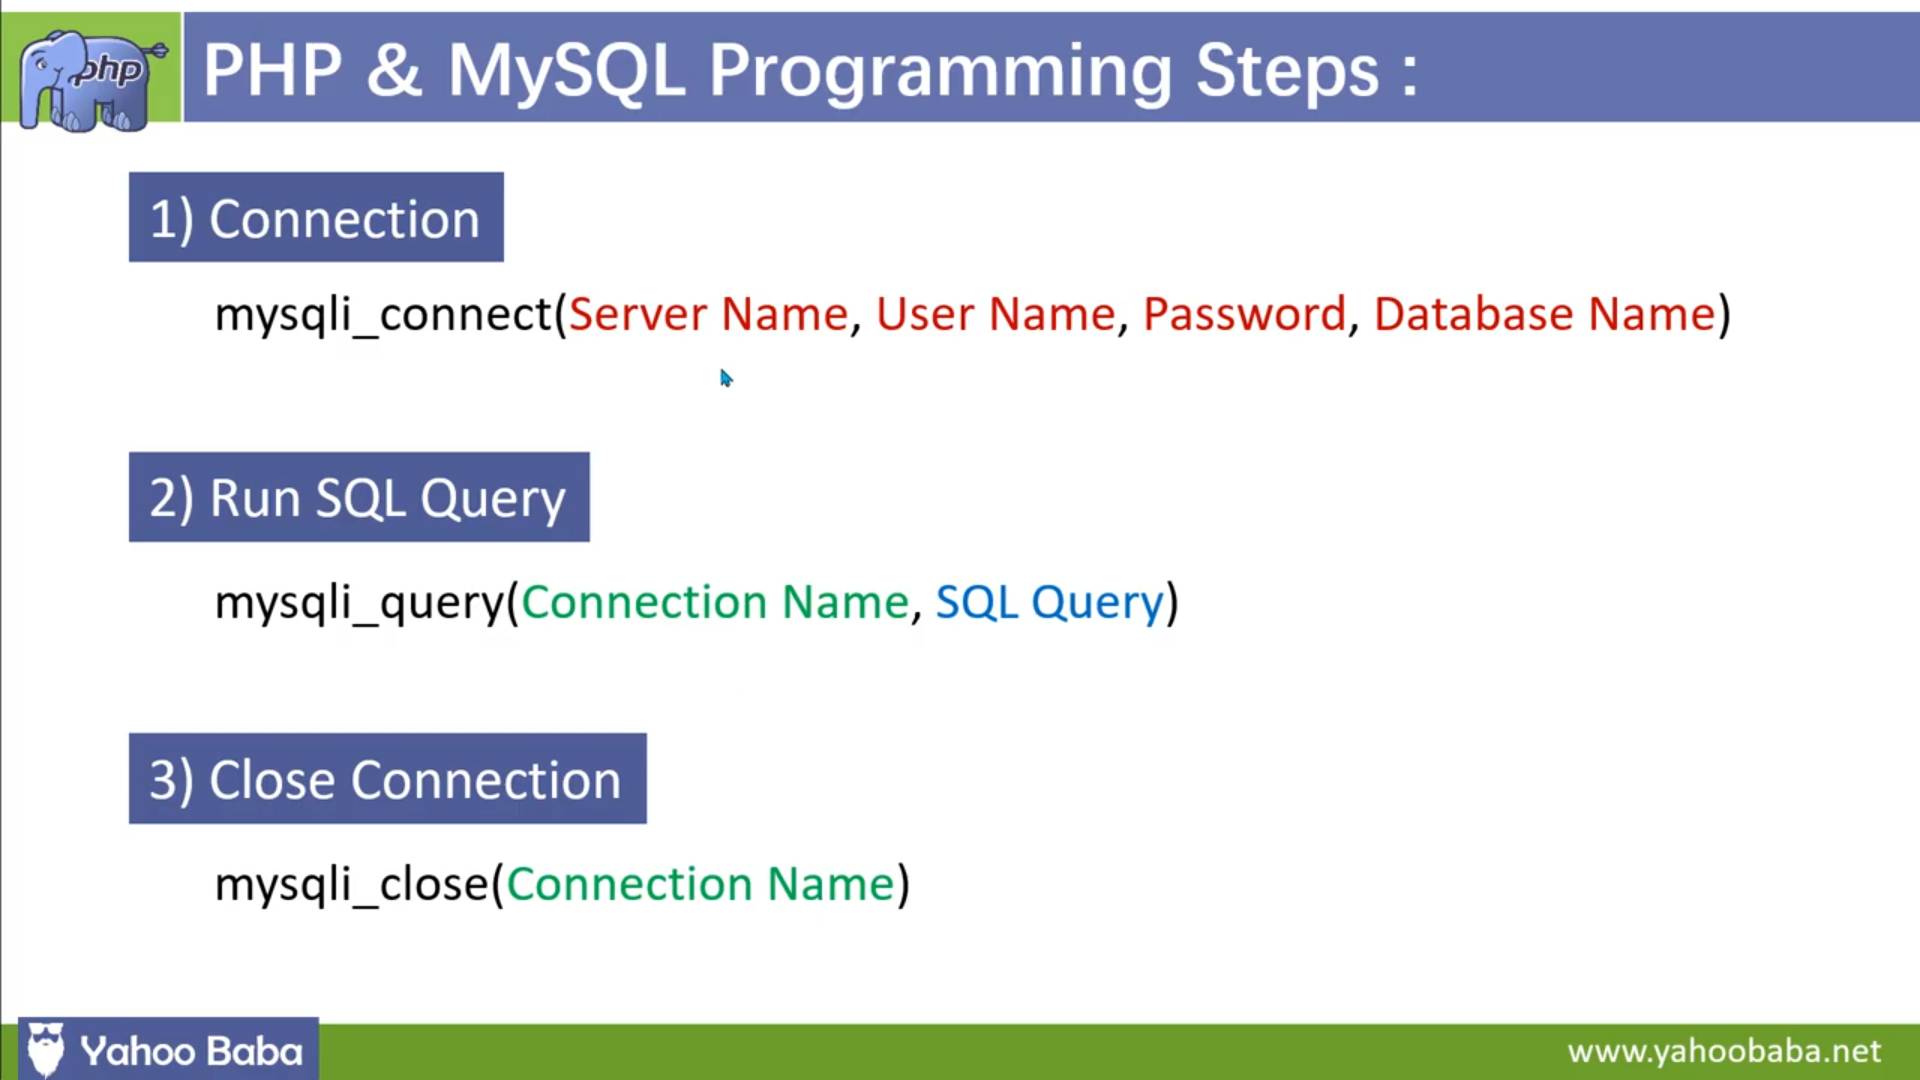 php
PHP & MySQL Programming Steps :
1) Connection
mysqli_connect(Server Name, User Name, Password, Database Name)
2) Run SQL Query
mysqli_query(Connection Name, SQL Query)
3) Close Connection
mysqli_close(Connection Name)
Yahoo Baba
www.yahoobaba.net